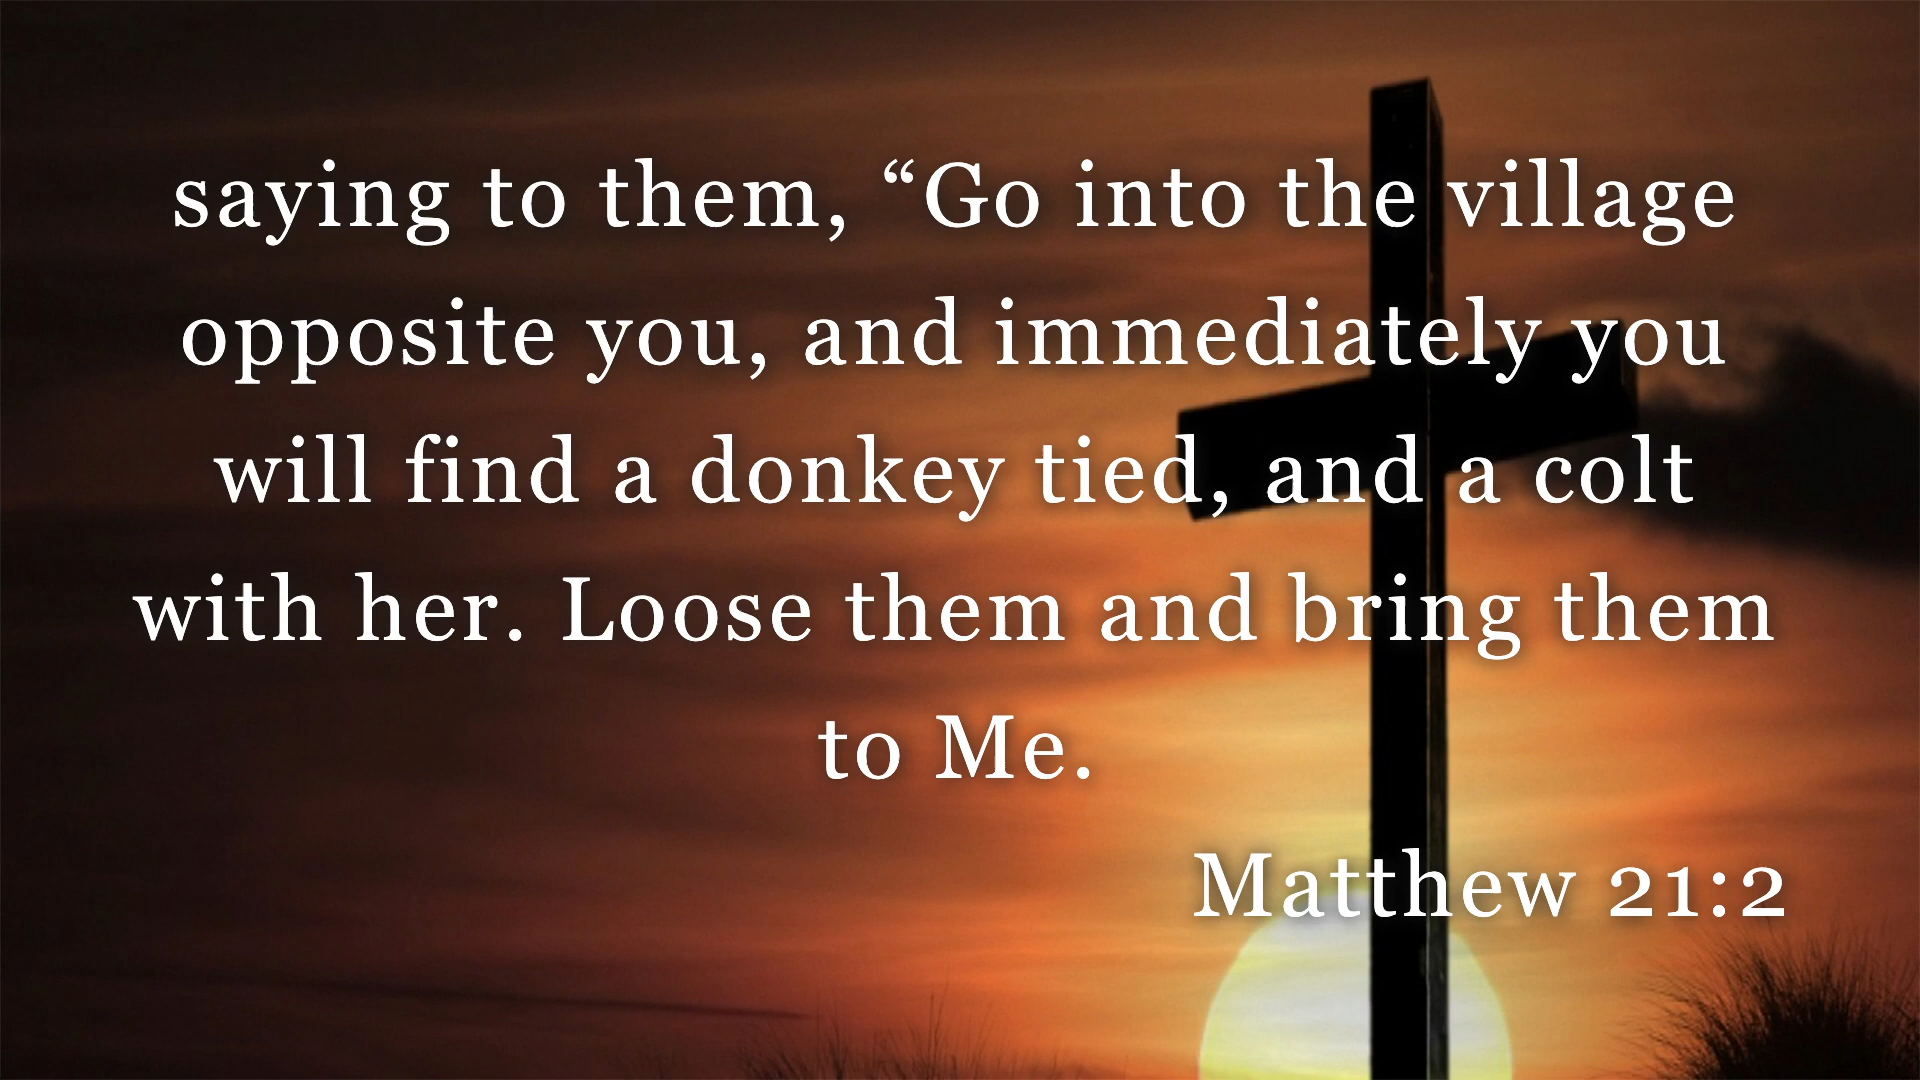 saying to them, “Go into the village
opposite you, and immediately you
will find a donkey tied, and a colt
with her. Loose them and bring them
to Me.
Matthew 21:2